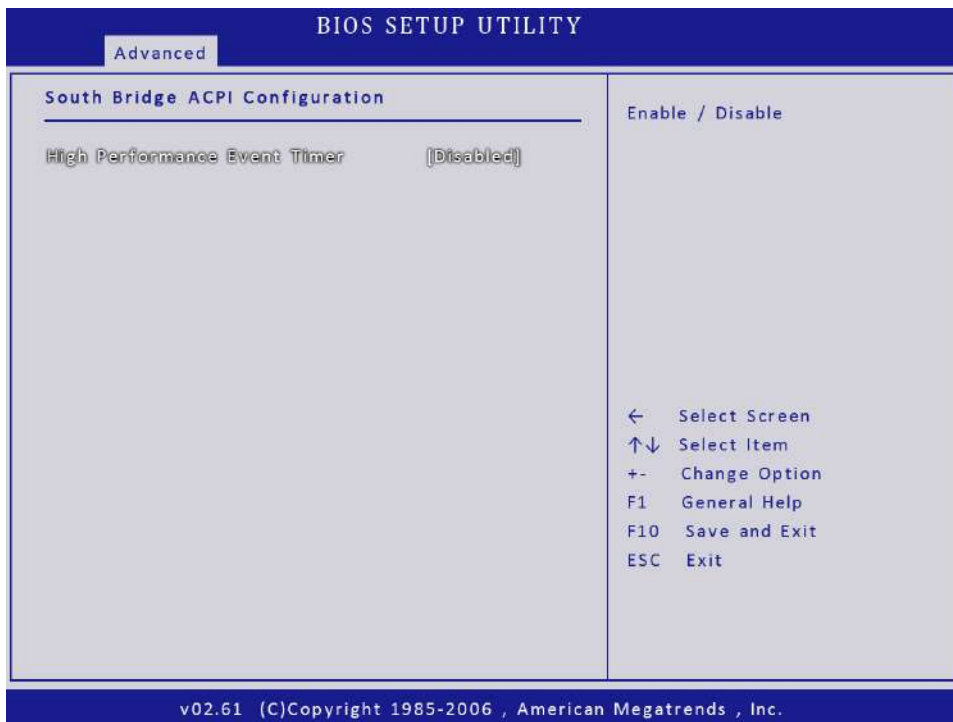 BIOS SETUP UTILITY
Advanced
South Bridge ACPI Configuration
High Performance Event Timer [Disabled]
Enable / Disable
← Select Screen
↑↓ Select Item
+- Change Option
F1 General Help
F10 Save and Exit
ESC Exit
v02.61 (C)Copyright 1985-2006 , American Megatrends , Inc.